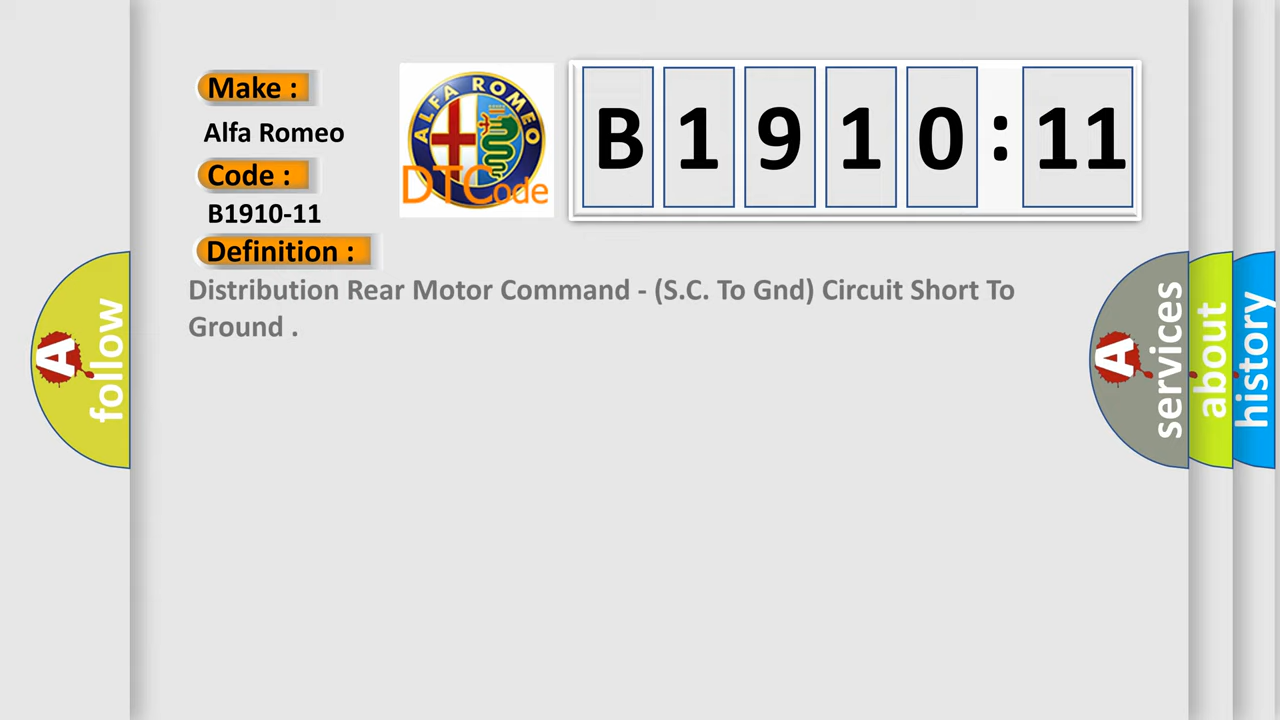 Make :
Alfa Romeo
Code :
B1910-11
Definition :
Distribution Rear Motor Command - (S.C. To Gnd) Circuit Short To
Ground .
ALFA ROMEO
DTCode
B 1 9 1 0 : 11
A follow
A services
about
history